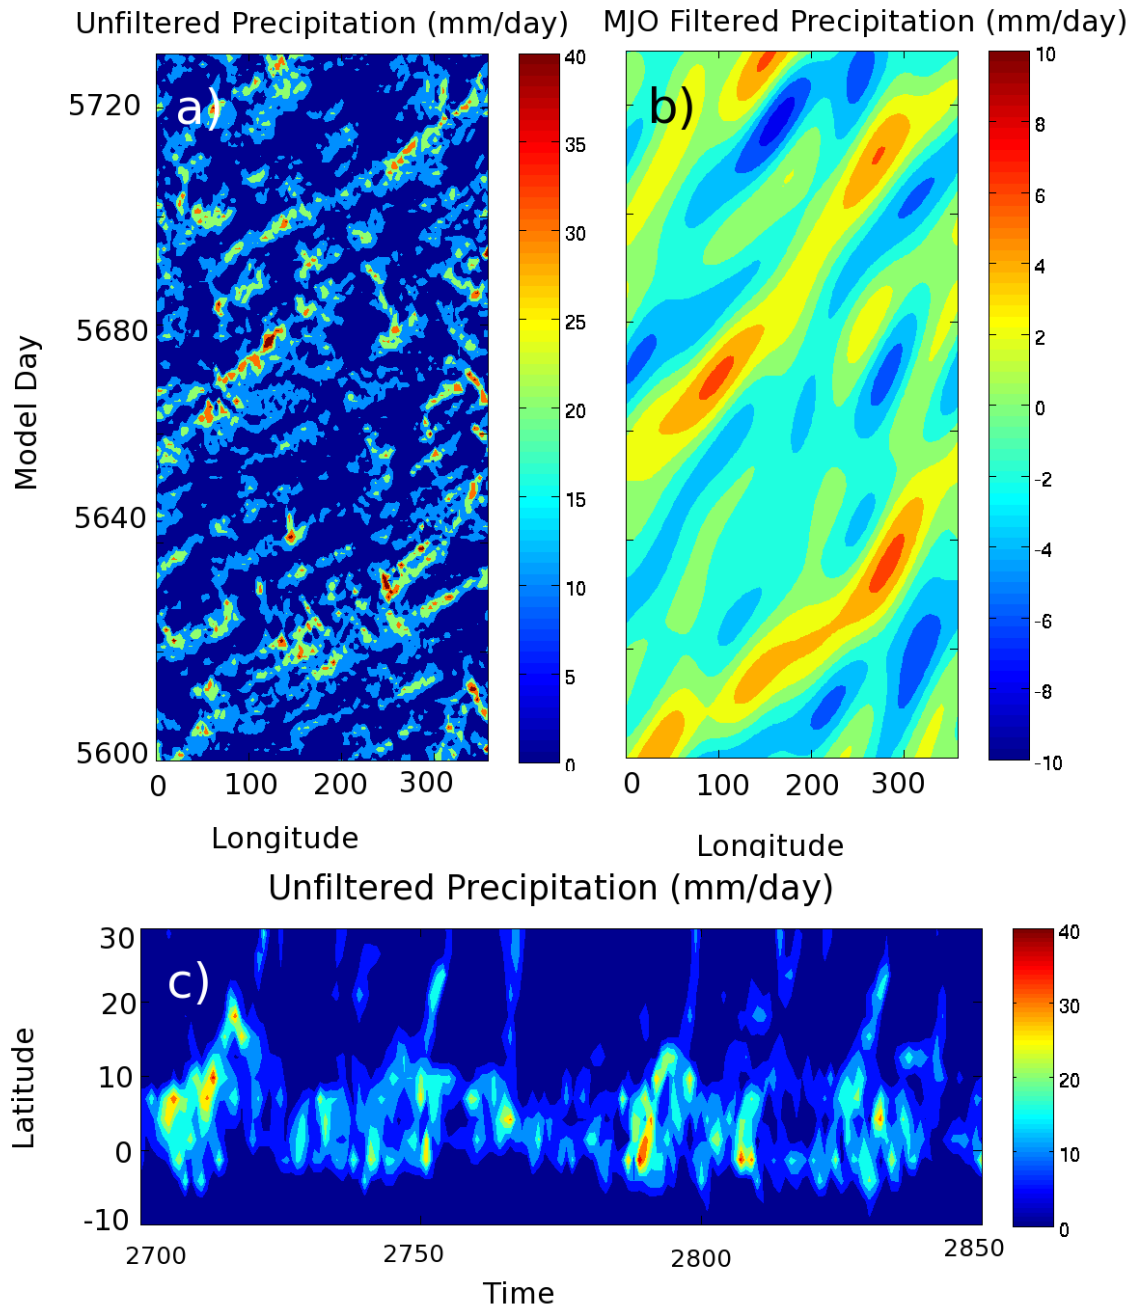 Unfiltered Precipitation (mm/day)
MJO Filtered Precipitation (mm/day)
a)
b)
5720
5680
5640
5600
Model Day
0 100 200 300
Longitude
40
35
30
25
20
15
10
5
0
0 100 200 300
Longitude
10
8
6
4
2
0
-2
-4
-6
-8
-10
Unfiltered Precipitation (mm/day)
c)
30
20
10
0
-10
Latitude
2700 2750 2800 2850
Time
40
30
20
10
0